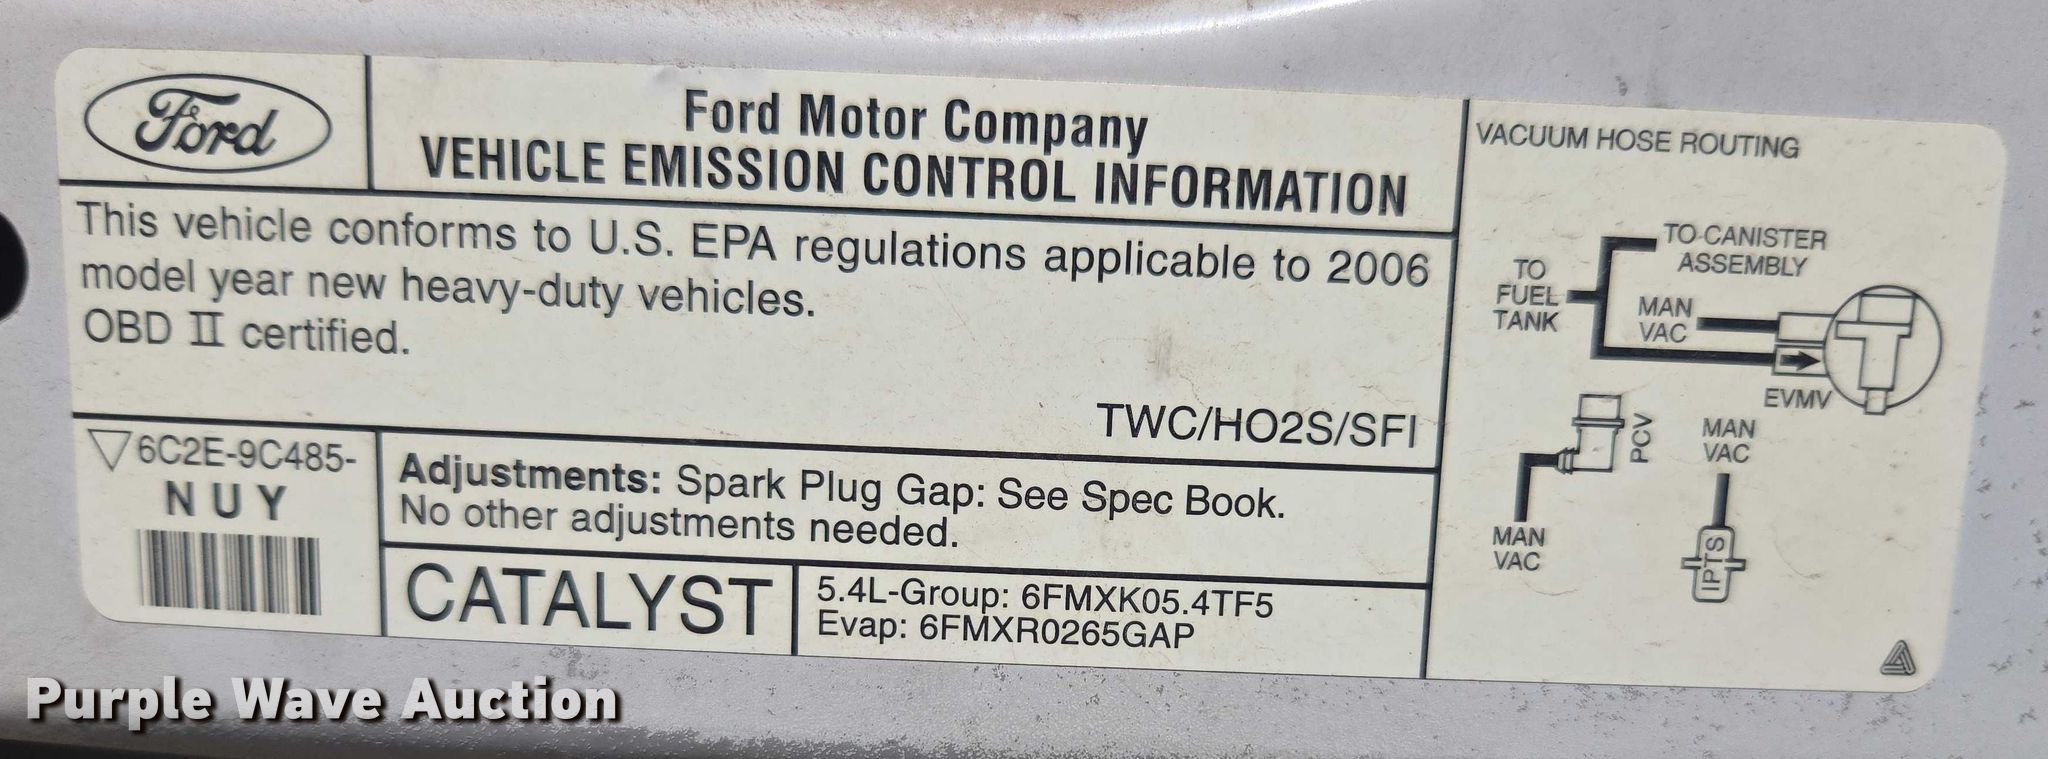 Ford
Ford Motor Company
VEHICLE EMISSION CONTROL INFORMATION
This vehicle conforms to U.S. EPA regulations applicable to 2006
model year new heavy-duty vehicles.
OBD II certified.
TWC/HO2S/SFI
6C2E-9C485-
NUY
Adjustments: Spark Plug Gap: See Spec Book.
No other adjustments needed.
CATALYST
5.4L-Group: 6FMXK05.4TF5
Evap: 6FMXR0265GAP
VACUUM HOSE ROUTING
TO CANISTER
ASSEMBLY
TO
FUEL
TANK
MAN
VAC
EVMV
PCV
MAN
VAC
MAN
VAC
IPTS
Purple Wave Auction